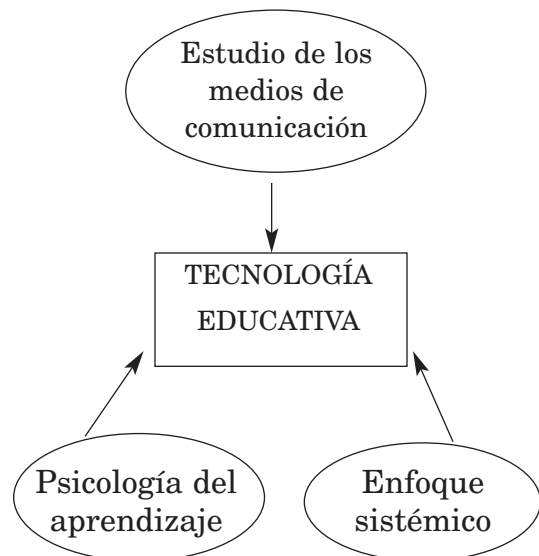 Estudio de los
medios de
comunicación
TECNOLOGÍA
EDUCATIVA
Psicología del
aprendizaje
Enfoque
sistémico